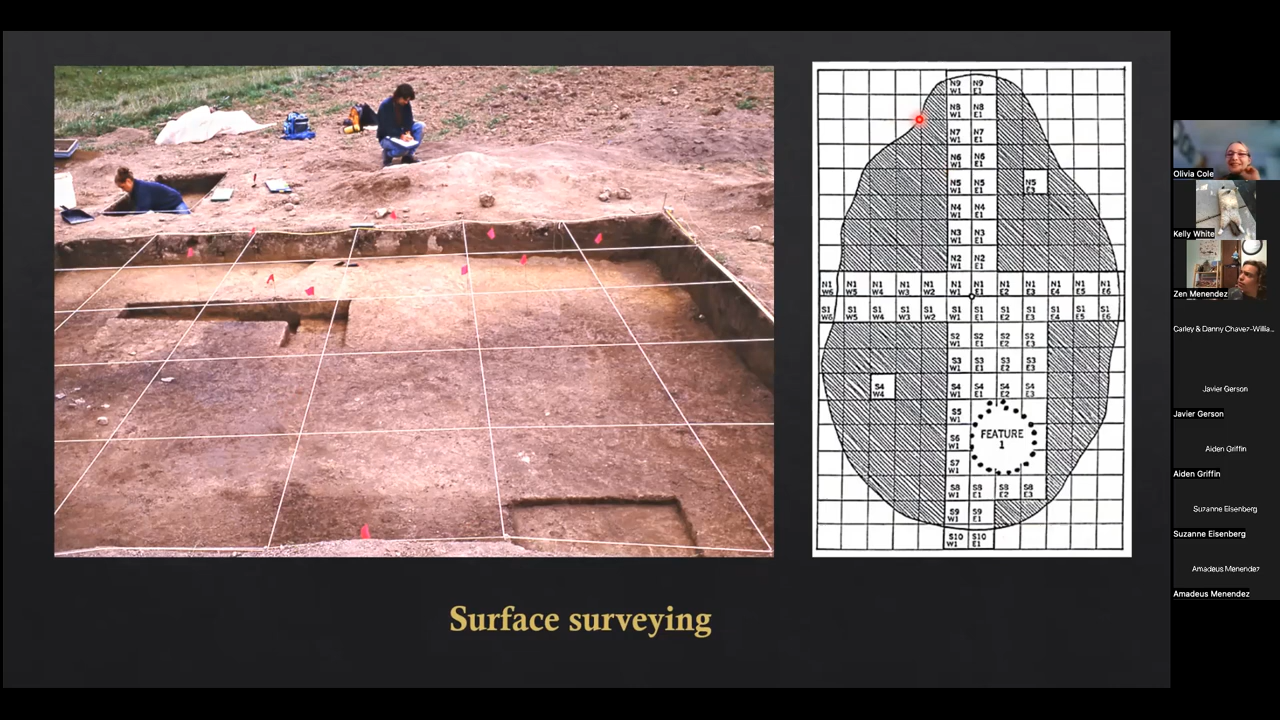 N9 N9
W1 E1
N8 N8
W1 E1
N7 N7
W1 E1
N6 N6
W1 E1
N5 N5 N5
W1 E1 E3
N4 N4
W1 E1
N3 N3
W1 E1
N2 N2
W1 E1
N1 N1 N1 N1 N1 N1 N1 N1 N1 N1 N1 N1
W6 W5 W4 W3 W2 W1 E1 E2 E3 E4 E5 E6
S1 S1 S1 S1 S1 S1 S1 S1 S1 S1 S1 S1
W6 W5 W4 W3 W2 W1 E1 E2 E3 E4 E5 E6
S2 S2 S2 S2
W1 E1 E2 E3
S3 S3 S3 S3
W1 E1 E2 E3
S4 S4 S4 S4 S4
W4 W1 E1 E2 E3
S5
W1
FEATURE
1
S6
W1
S7
W1
S8 S8 S8 S8
W1 E1 E2 E3
S9 S9
W1 E1
S10 S10
W1 E1
Surface surveying
Olivia Cole
Kelly White
Zen Menendez
Carley & Danny Chavez-Willia...
Javier Gerson
Javier Gerson
Aiden Griffin
Aiden Griffin
Suzanne Eisenberg
Suzanne Eisenberg
Amadeus Menendez
Amadeus Menendez